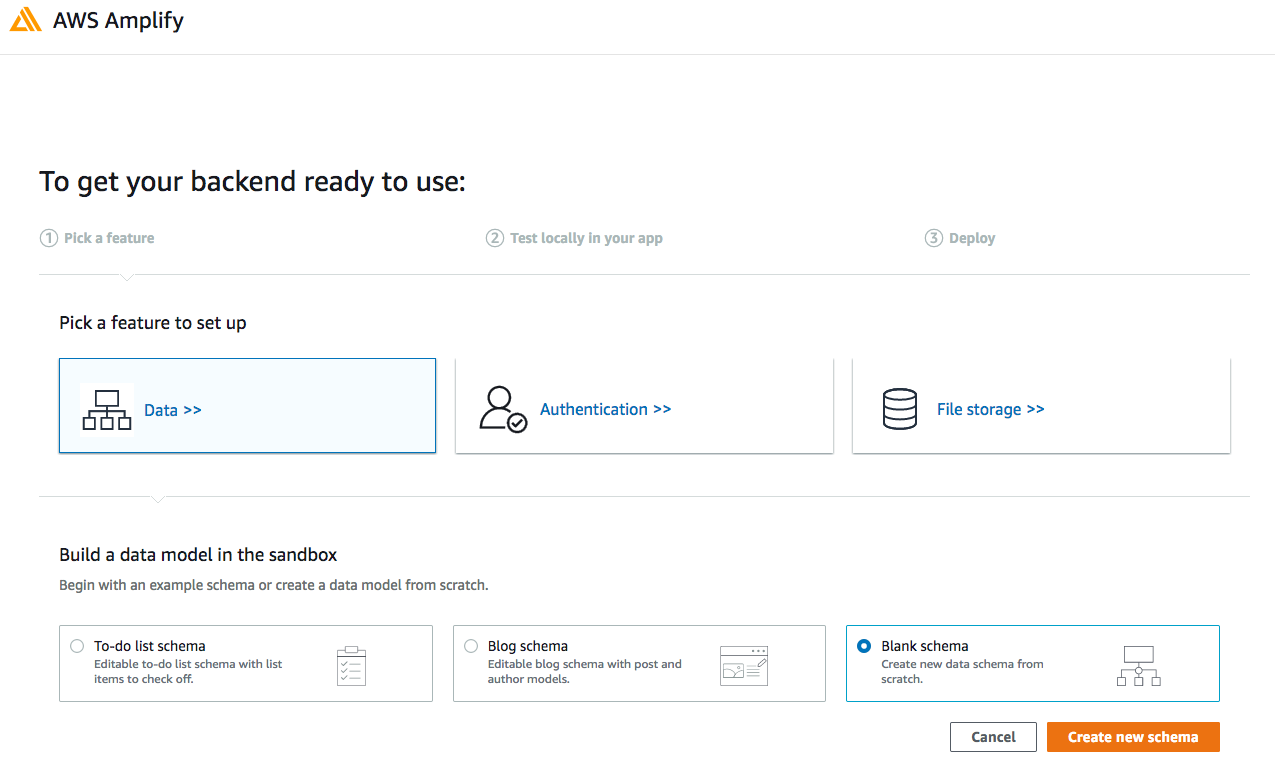 AWS Amplify
To get your backend ready to use:
1 Pick a feature
2 Test locally in your app
3 Deploy
Pick a feature to set up
Data >>
Authentication >>
File storage >>
Build a data model in the sandbox
Begin with an example schema or create a data model from scratch.
To-do list schema
Editable to-do list schema with list
items to check off.
Blog schema
Editable blog schema with post and
author models.
Blank schema
Create new data schema from
scratch.
Cancel
Create new schema